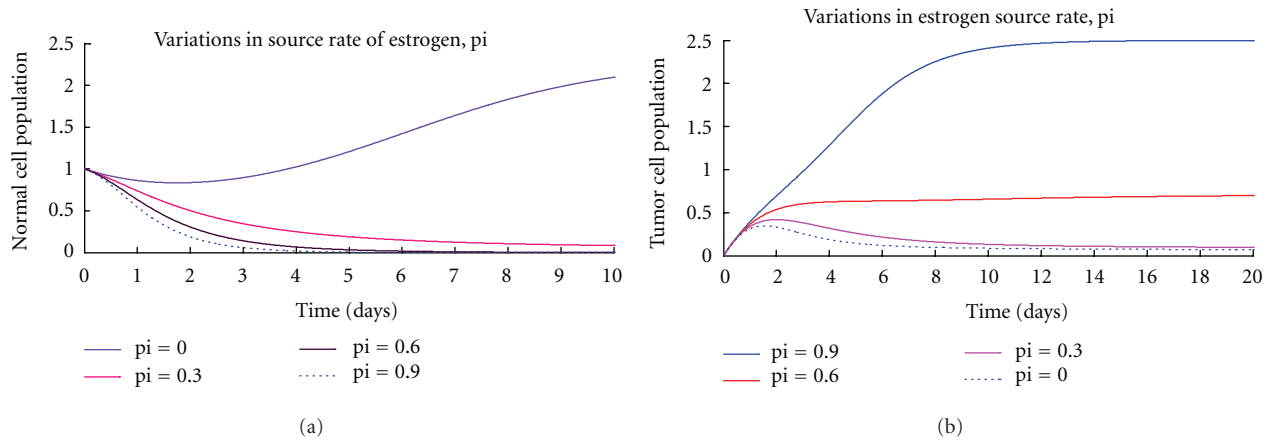 Variations in source rate of estrogen, pi
Normal cell population
2.5
2
1.5
1
0.5
0
0 1 2 3 4 5 6 7 8 9 10
Time (days)
pi = 0
pi = 0.3
pi = 0.6
pi = 0.9
(a)
Variations in estrogen source rate, pi
Tumor cell population
2.5
2
1.5
1
0.5
0
0 2 4 6 8 10 12 14 16 18 20
Time (days)
pi = 0.9
pi = 0.6
pi = 0.3
pi = 0
(b)